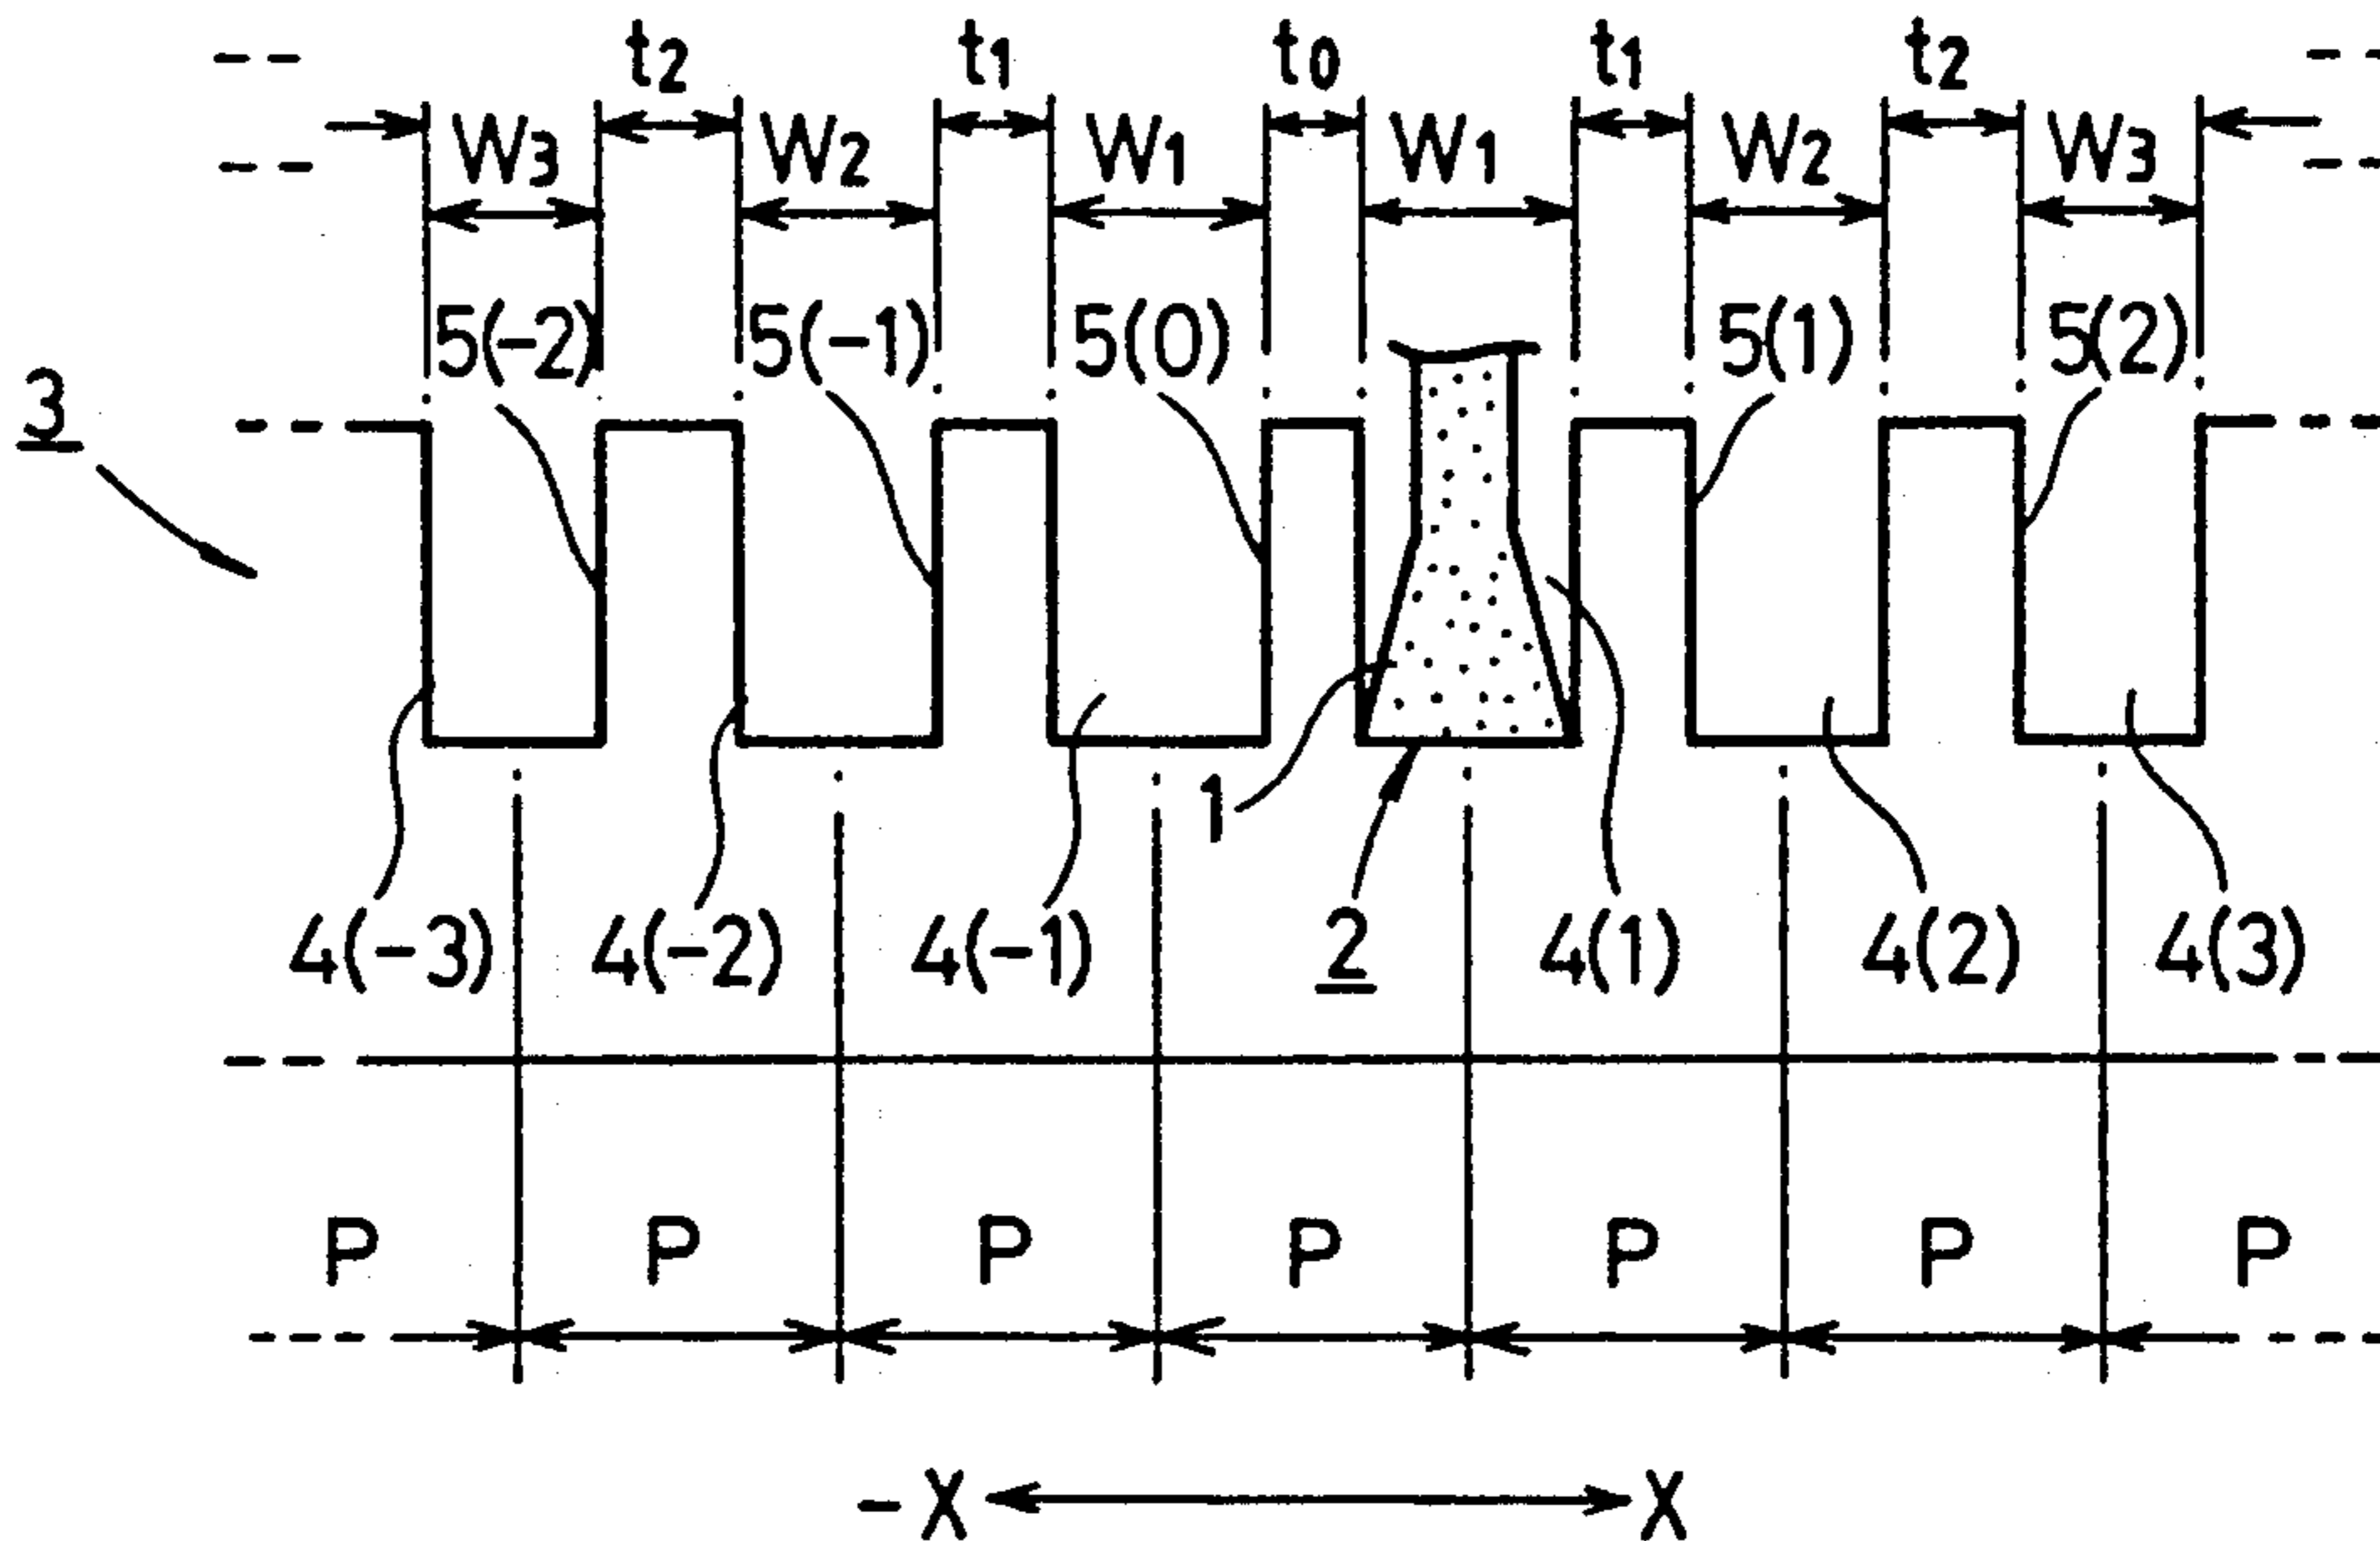 t2 t1 t0 t1 t2
W3 W2 W1 W1 W2 W3
5(-2) 5(-1) 5(0) 5(1) 5(2)
3
1
4(-3) 4(-2) 4(-1) 2 4(1) 4(2) 4(3)
P P P P P P P
-X X